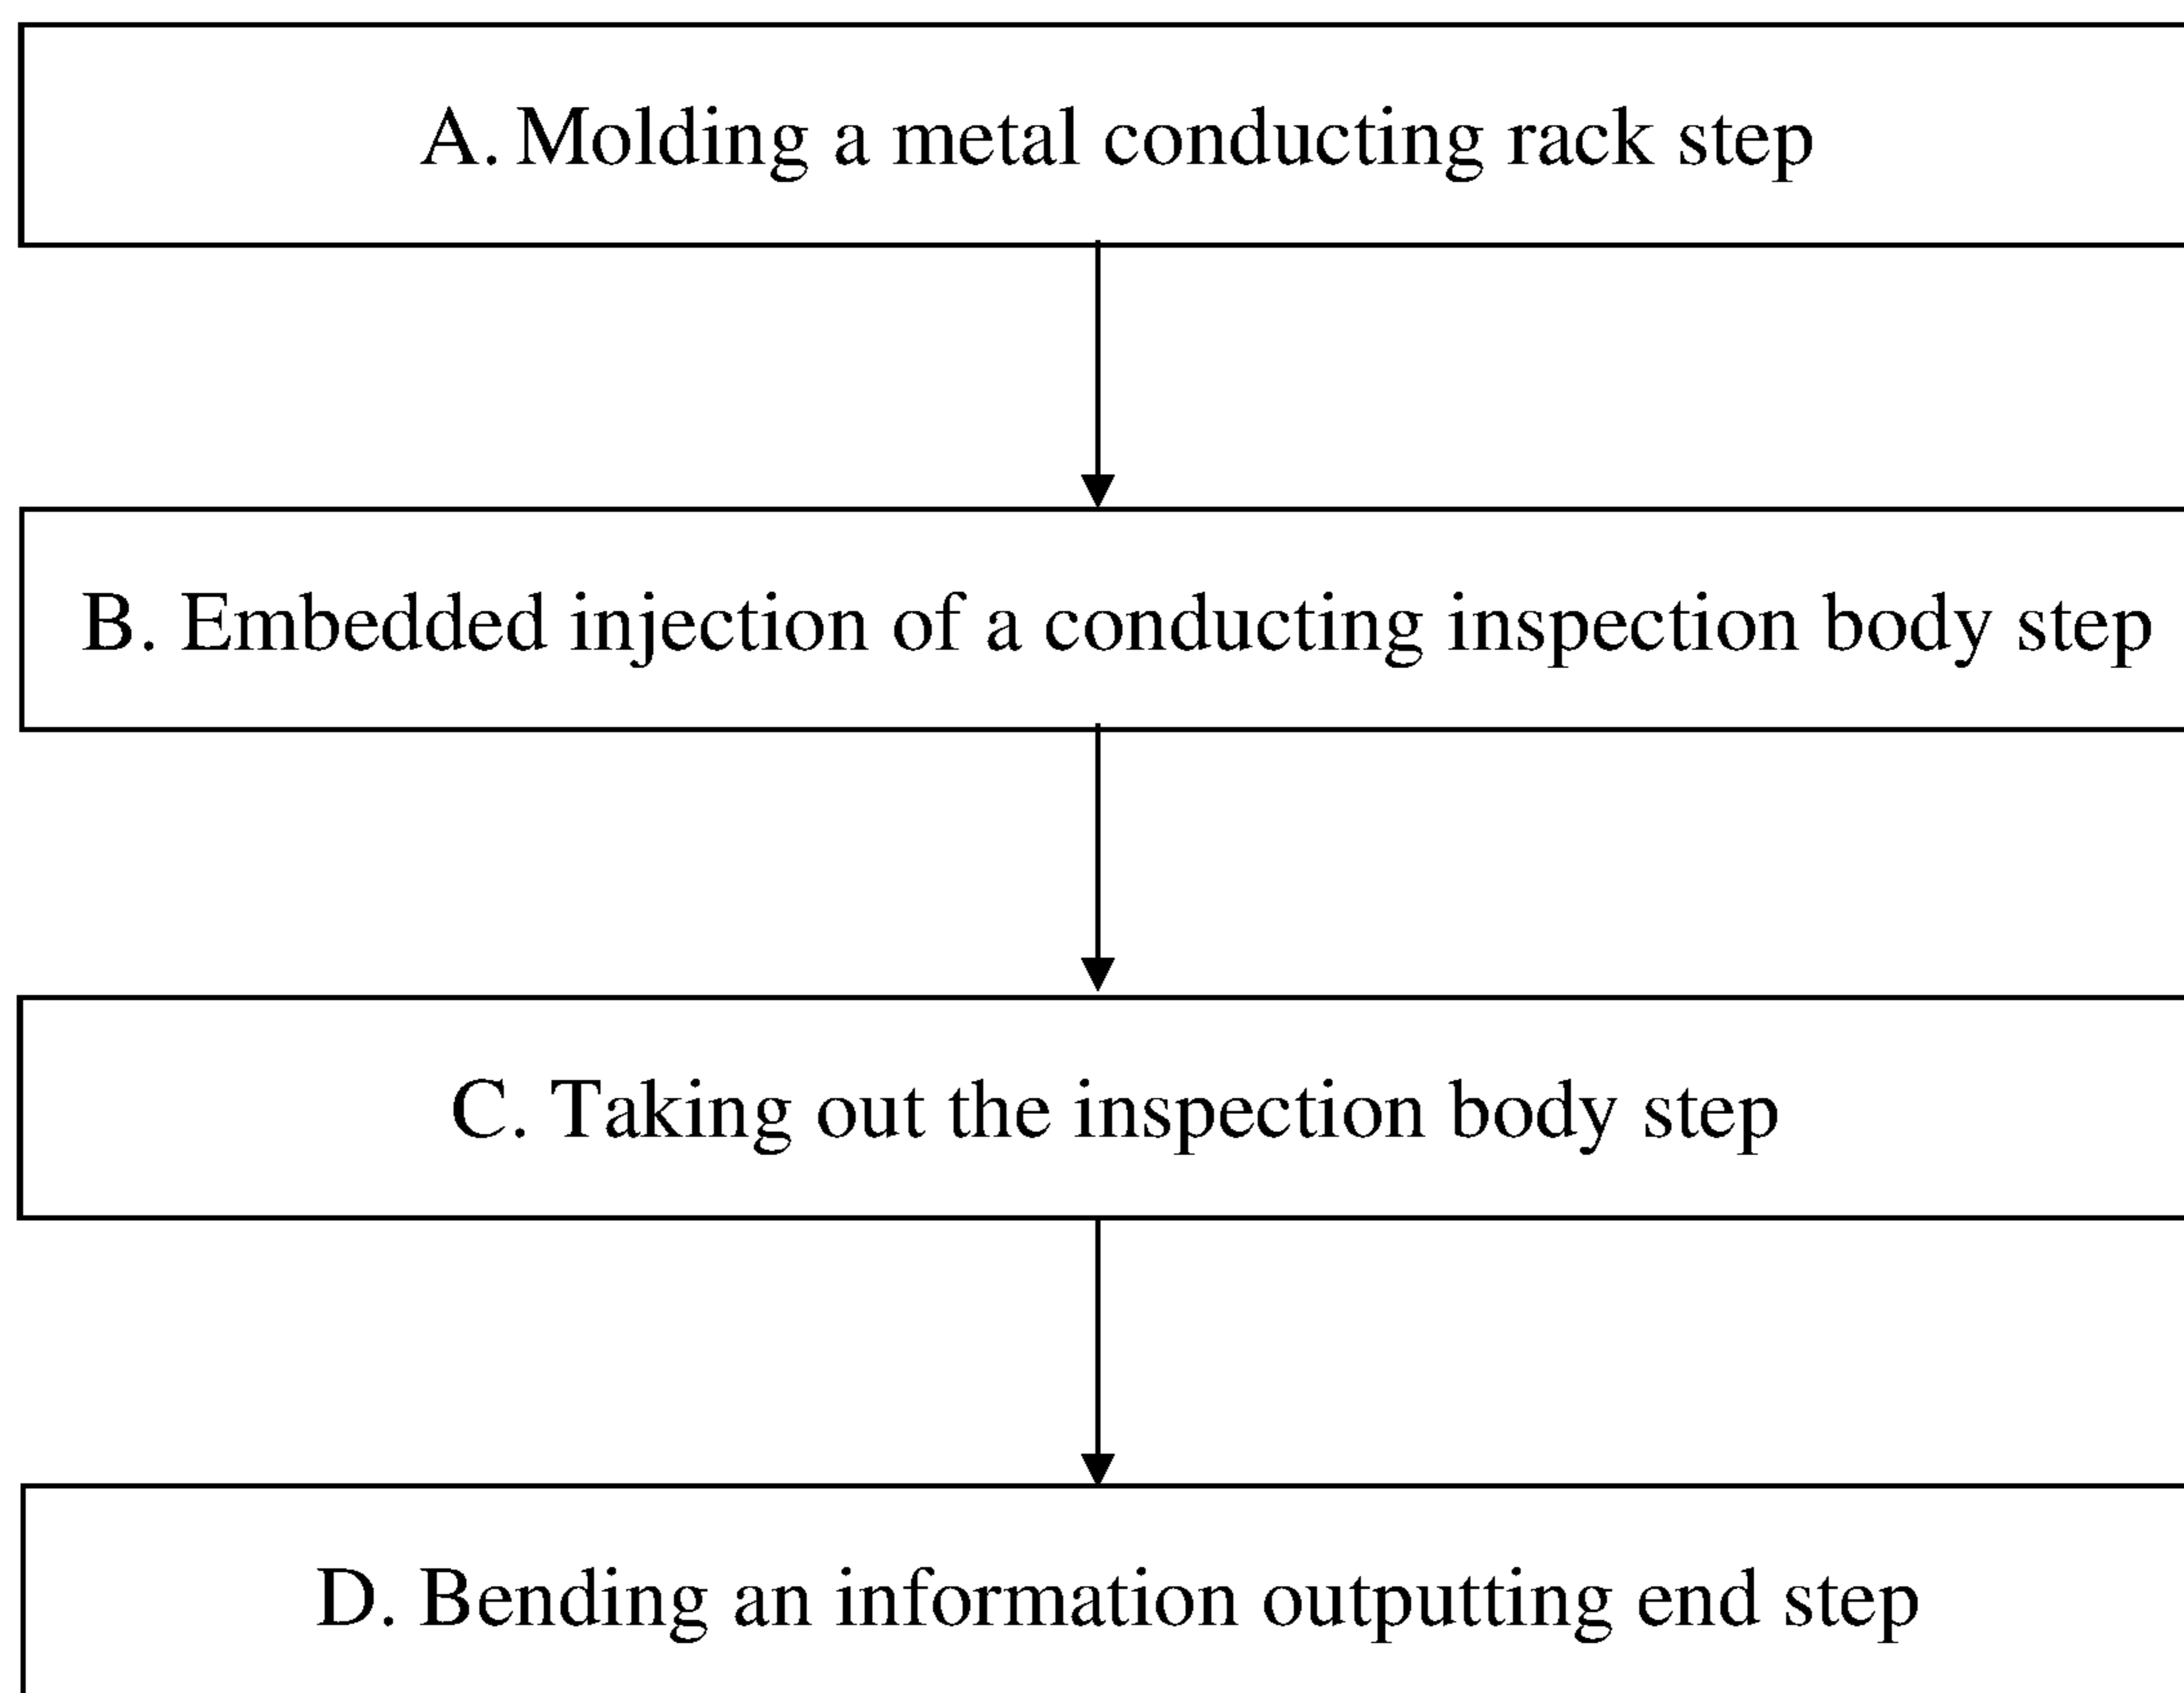 A. Molding a metal conducting rack step
B. Embedded injection of a conducting inspection body step
C. Taking out the inspection body step
D. Bending an information outputting end step